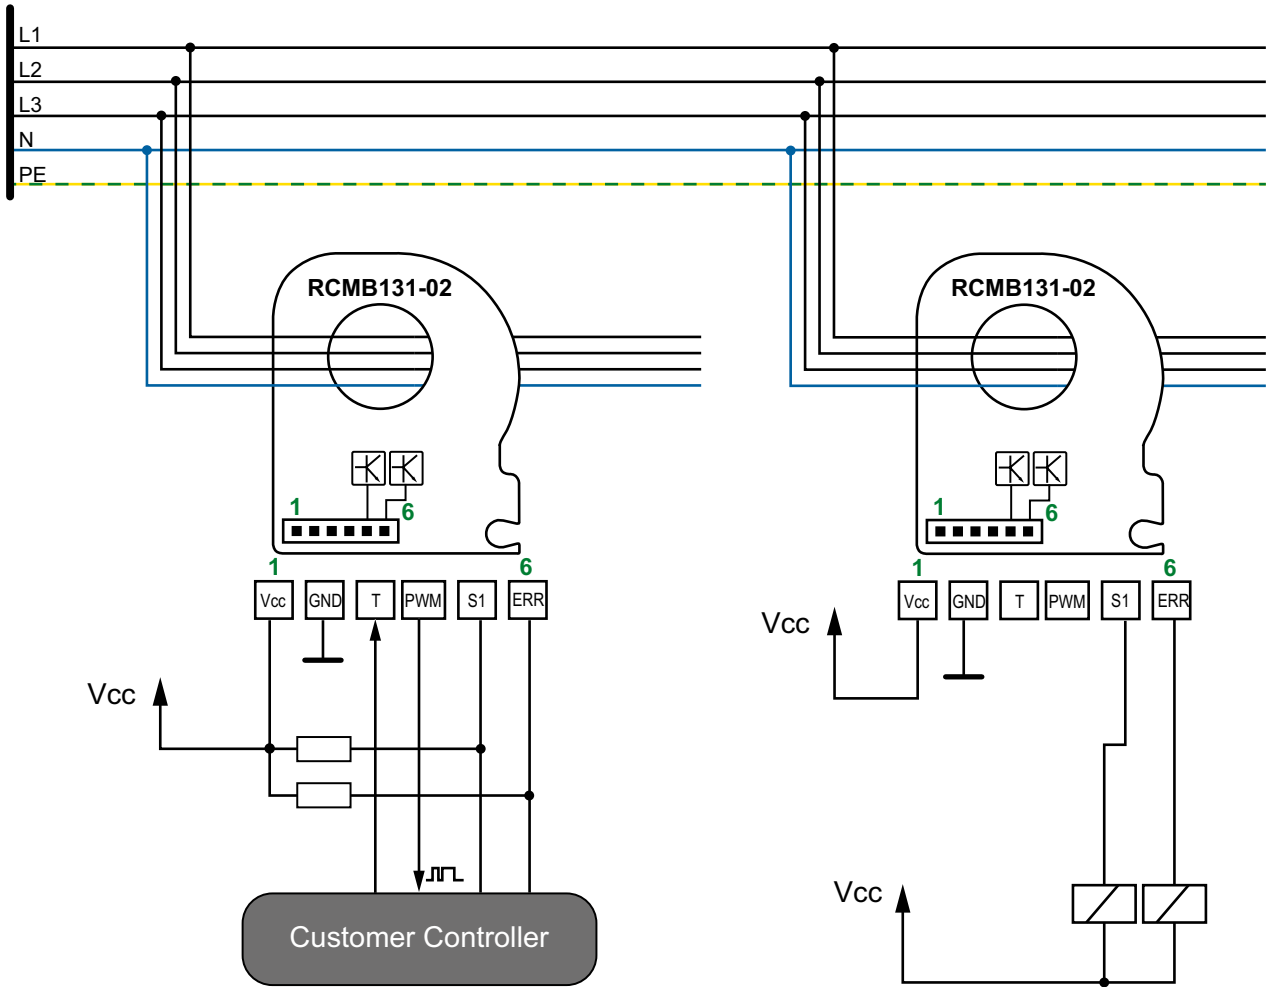 L1
L2
L3
N
PE
RCMB131-02
RCMB131-02
1
6
1
6
1
6
1
6
Vcc
GND
T
PWM
S1
ERR
Vcc
GND
T
PWM
S1
ERR
Vcc
Vcc
Vcc
Customer Controller